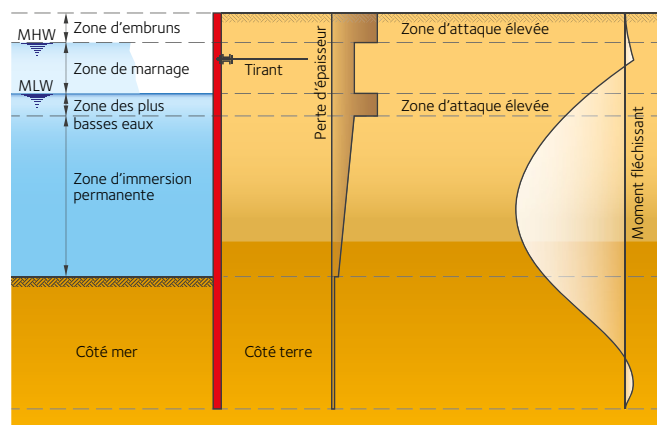 Zone d'embruns
MHW
Zone de marnage
MLW
Zone des plus
basses eaux
Zone d'immersion
permanente
Côté mer
Tirant
Côté terre
Perte d'épaisseur
Zone d'attaque élevée
Zone d'attaque élevée
Moment fléchissant